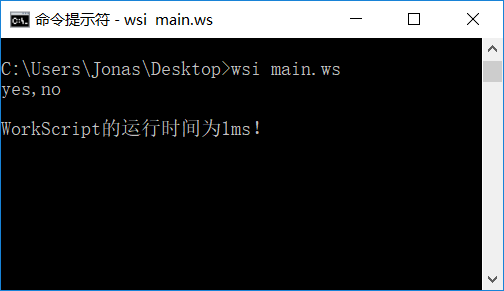 命令提示符 - wsi  main.ws
C:\Users\Jonas\Desktop>wsi main.ws
yes,no
WorkScript的运行时间为1ms!